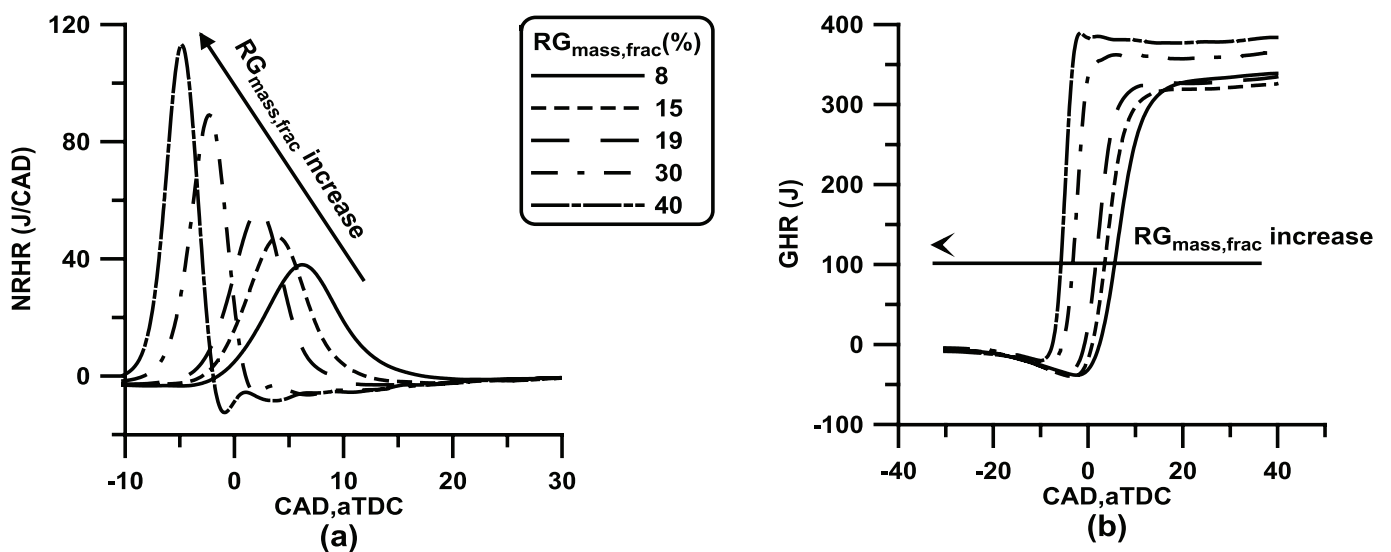 120
80
40
0
NRHR (J/CAD)
-10 0 10 20 30
CAD,aTDC
(a)
RGmass,frac increase
RGmass,frac(%)
8
15
19
30
40
400
300
200
100
0
-100
GHR (J)
RGmass,frac increase
-40 -20 0 20 40
CAD,aTDC
(b)